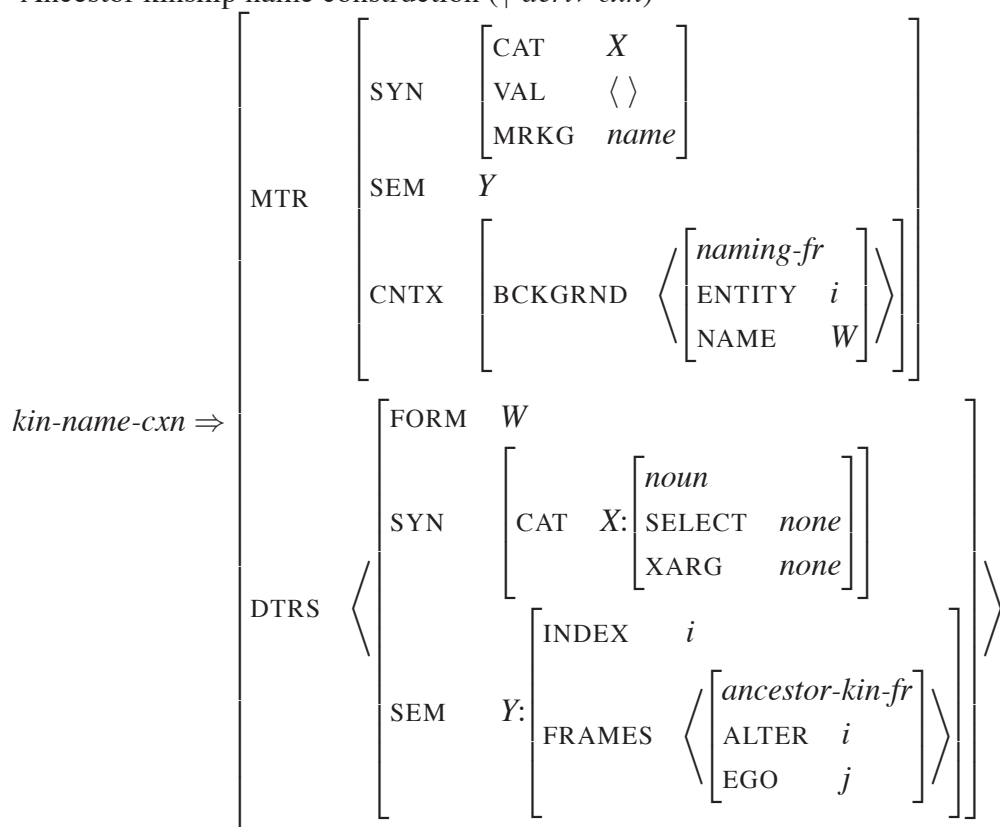 Ancestor kinship name construction (↑ deriv-cxn)
CAT X
SYN VAL ⟨ ⟩
MRKG name
MTR SEM Y
naming-fr
CNTX BCKGRND ENTITY i
NAME W
kin-name-cxn ⇒
FORM W
noun
SYN CAT X: SELECT none
XARG none
DTRS
INDEX i
ancestor-kin-fr
SEM Y: FRAMES ALTER i
EGO j